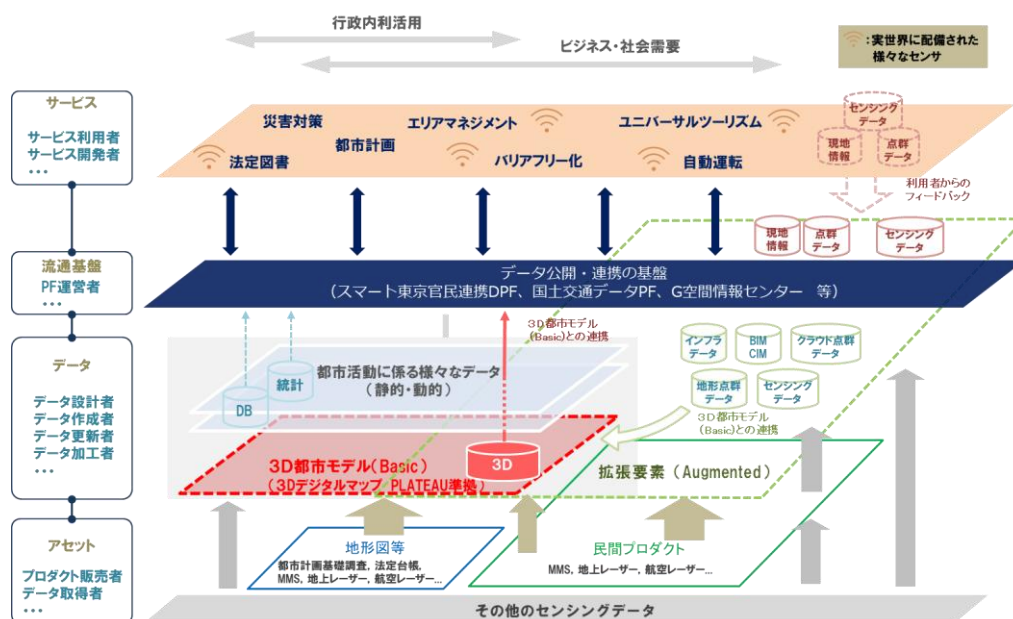 行政内利活用
ビジネス・社会需要
:実世界に配備された
様々なセンサ
サービス
サービス利用者
サービス開発者
•••
災害対策
エリアマネジメント
ユニバーサルツーリズム
都市計画
法定図書
バリアフリー化
自動運転
センシング
データ
現地
情報
点群
データ
利用者からの
フィードバック
現地
情報
点群
データ
センシング
データ
流通基盤
PF運営者
•••
データ公開・連携の基盤
(スマート東京官民連携DPF、国土交通データPF、G空間情報センター 等)
3D都市モデル
(Basic)との連携
データ
データ設計者
データ作成者
データ更新者
データ加工者
•••
都市活動に係る様々なデータ
(静的・動的)
統計
DB
インフラ
データ
BIM
CIM
クラウド点群
データ
地形点群
データ
センシング
データ
3D都市モデル
(Basic)との連携
3D都市モデル(Basic)
(3Dデジタルマップ PLATEAU準拠)
3D
拡張要素(Augmented)
アセット
プロダクト販売者
データ取得者
•••
地形図等
都市計画基礎調査, 法定台帳,
MMS, 地上レーザー, 航空レーザー...
民間プロダクト
MMS, 地上レーザー, 航空レーザー...
その他のセンシングデータ